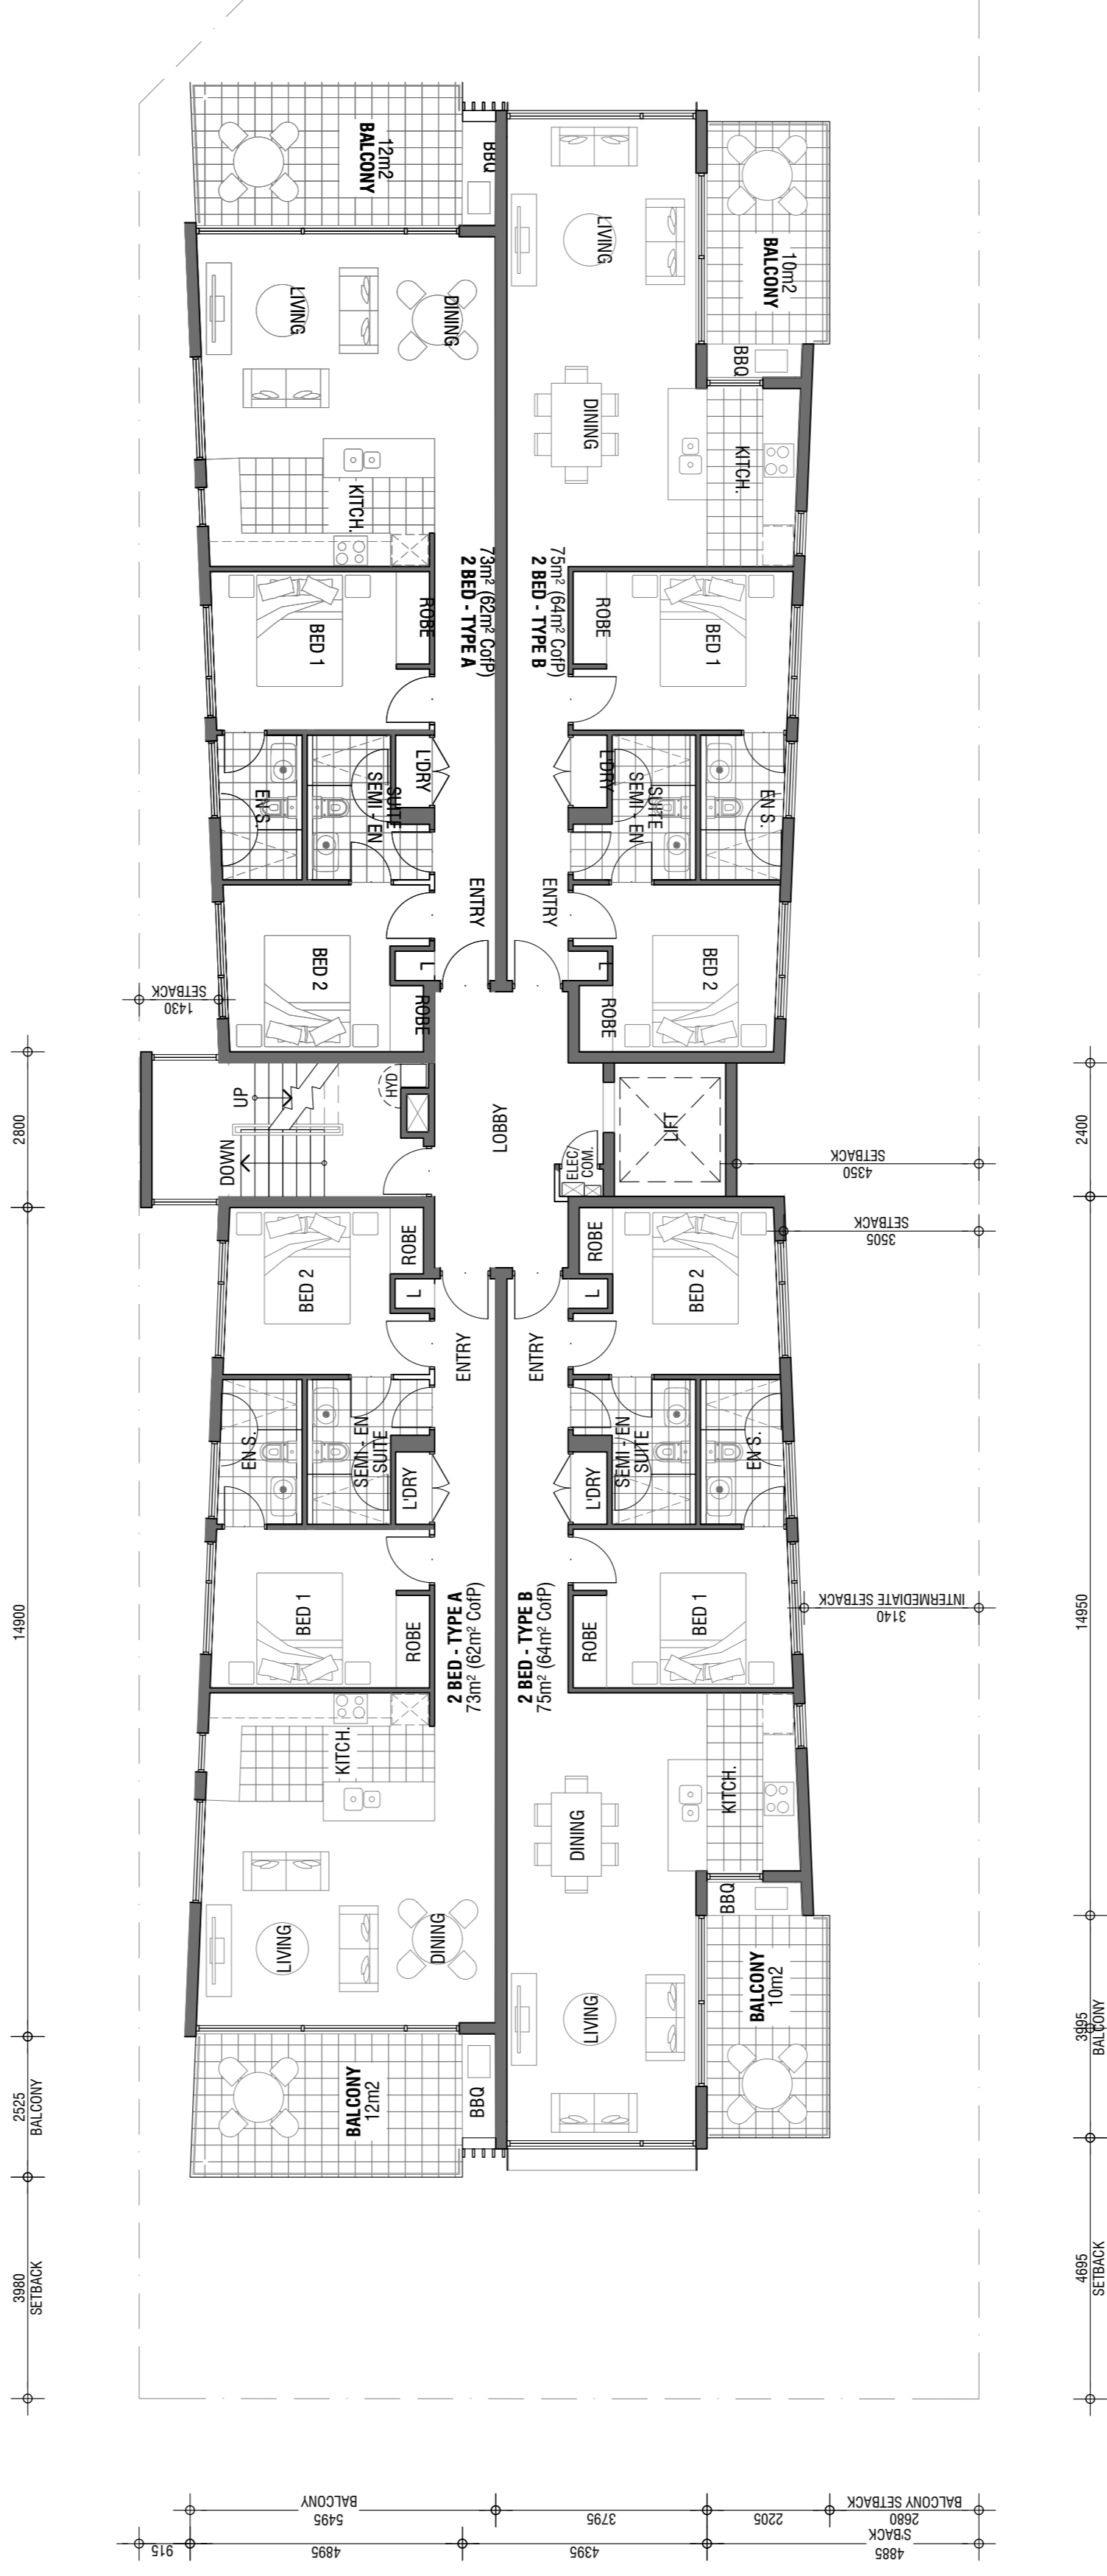 BALCONY
12m2
BBQ
LIVING
DINING
KITCH.
BALCONY
10m2
BBQ
LIVING
DINING
KITCH.
2 BED - TYPE A
73m² (62m² CofP)
2 BED - TYPE B
75m² (64m² CofP)
BED 1
ROBE
ROBE
BED 1
EN S.
SEMI - EN
SUITE
L'DRY
L'DRY
SEMI - EN
SUITE
EN S.
ENTRY
ENTRY
BED 2
L
ROBE
L
ROBE
BED 2
SETBACK
1430
2800
UP
DOWN
HYD
LOBBY
ELEC/
COM.
LIFT
SETBACK
4350
2400
SETBACK
3505
BED 2
ROBE
L
ROBE
L
BED 2
ENTRY
ENTRY
EN S.
SEMI - EN
SUITE
L'DRY
L'DRY
SEMI - EN
SUITE
EN S.
14900
14950
INTERMEDIATE SETBACK
3140
BED 1
ROBE
ROBE
BED 1
2 BED - TYPE A
73m² (62m² CofP)
2 BED - TYPE B
75m² (64m² CofP)
KITCH.
LIVING
DINING
BALCONY
12m2
BBQ
DINING
KITCH.
BBQ
LIVING
BALCONY
10m2
2525
BALCONY
3995
BALCONY
3980
SETBACK
4695
SETBACK
BALCONY
5495
3795
2205
BALCONY SETBACK
2680
915
4895
4395
S'BACK
4885